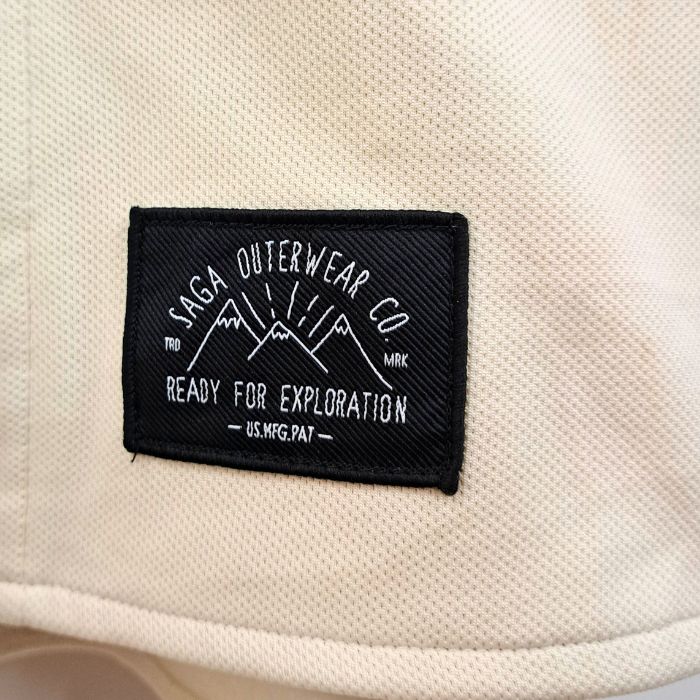 SAGA OUTERWEAR CO.
TRD MRK
READY FOR EXPLORATION
- US.MFG.PAT -